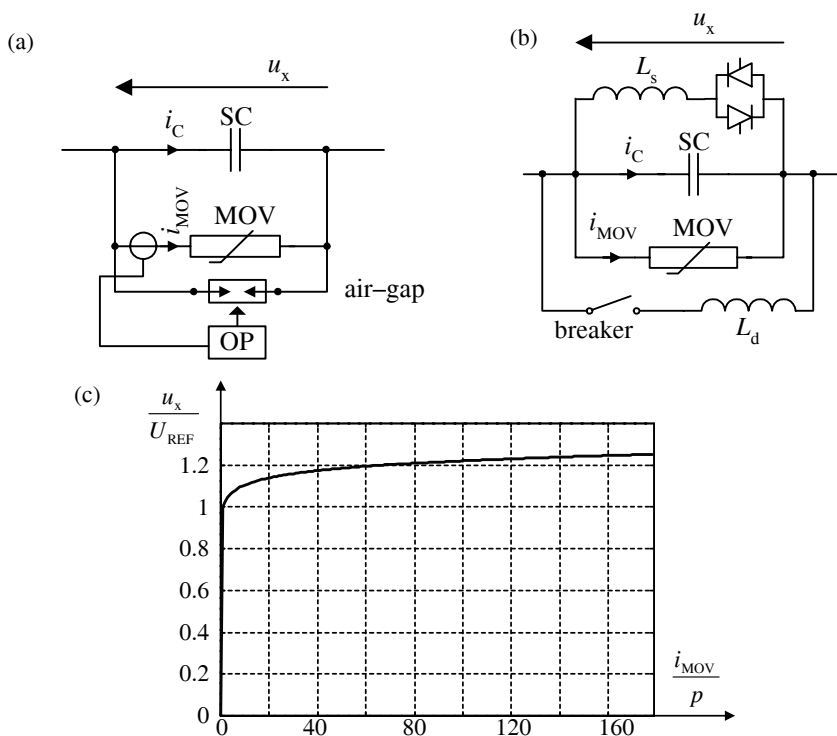 (a)
u_x
i_C
SC
i_MOV
MOV
air–gap
OP
(b)
u_x
L_s
i_C
SC
i_MOV
MOV
breaker
L_d
(c)
u_x
U_REF
1.2
1
0.8
0.6
0.4
0.2
0
0 40 80 120 160
i_MOV
p